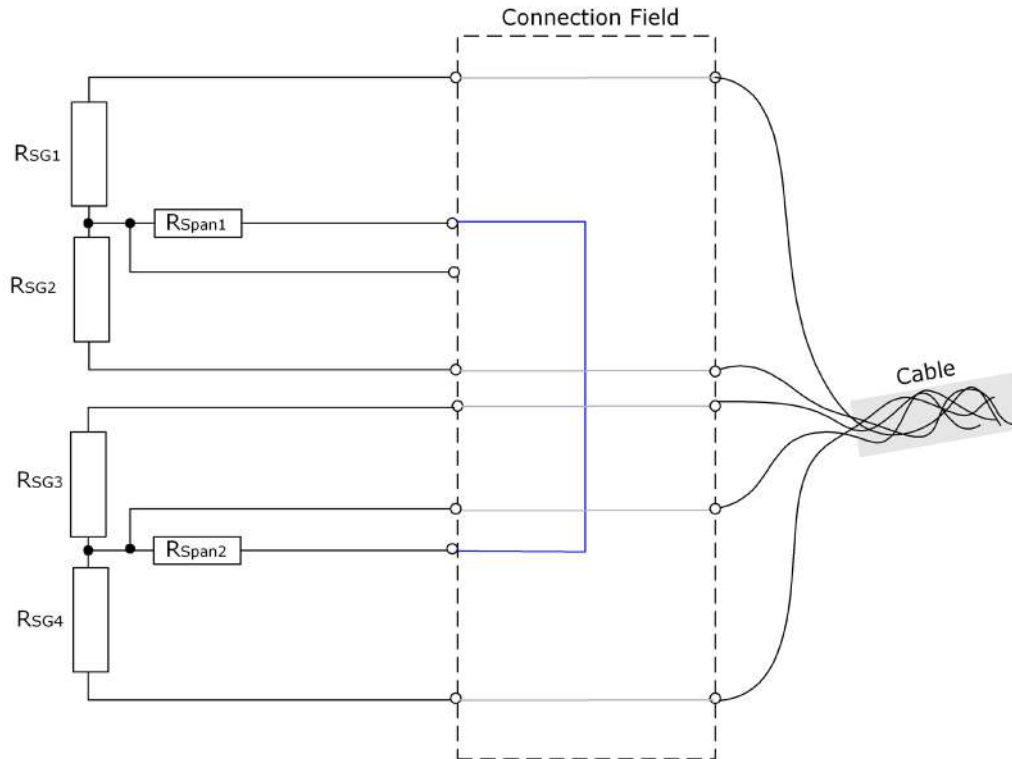 Connection Field
RSG1
RSpan1
RSG2
Cable
RSG3
RSpan2
RSG4